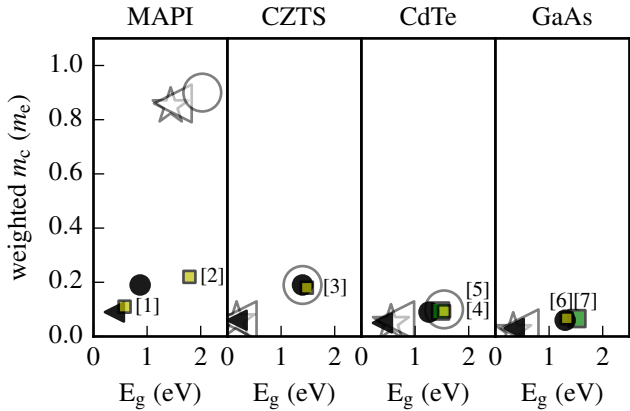 MAPI CZTS CdTe GaAs
weighted m_c (m_e)
1.0
0.8
0.6
0.4
0.2
0.0
[1] [2] [3] [5] [4] [6] [7]
0 1 2 0 1 2 0 1 2 0 1 2
E_g (eV) E_g (eV) E_g (eV) E_g (eV)